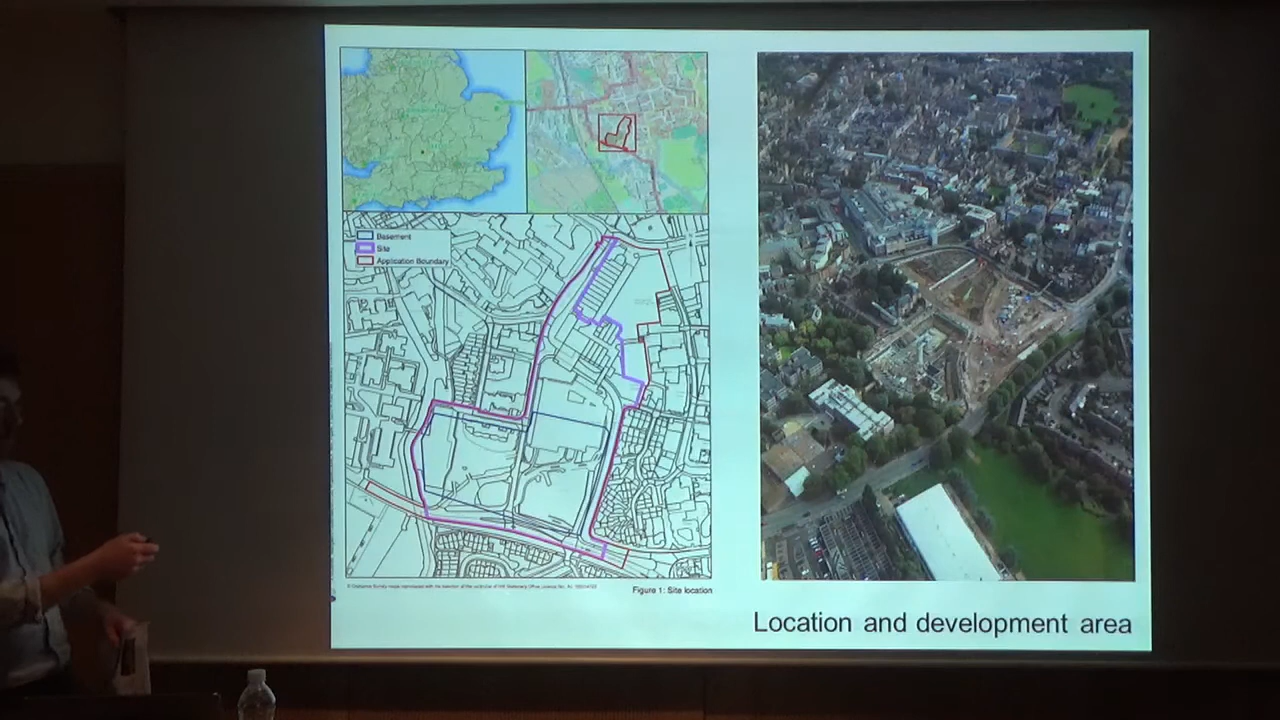 Basement
Site
Application Boundary
Figure 1: Site location
Location and development area